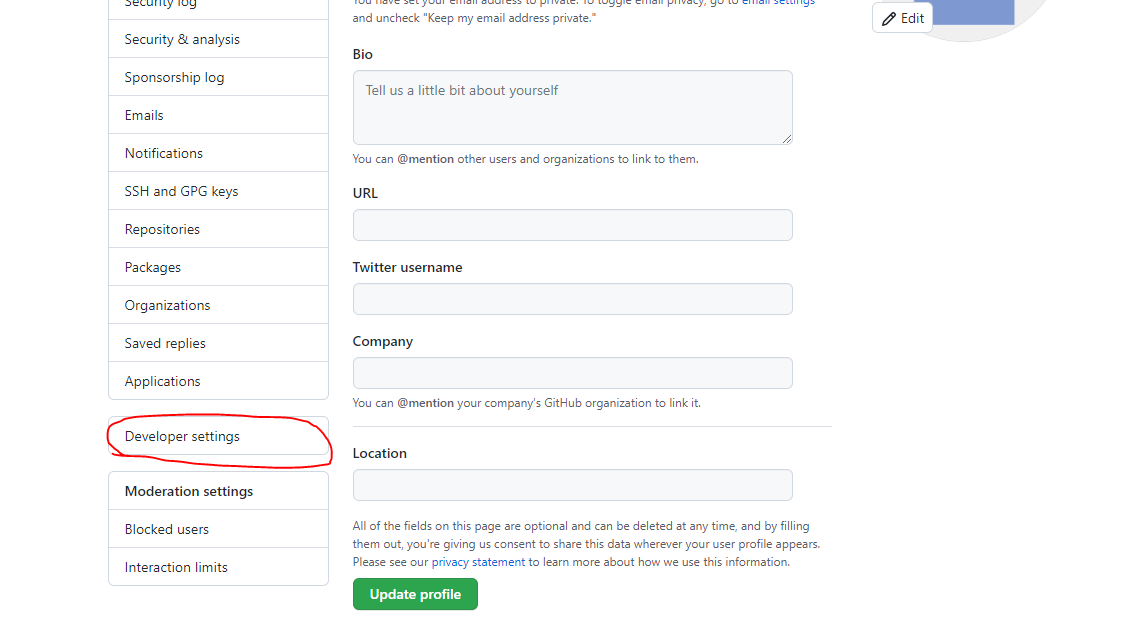 Security log
Security & analysis
Sponsorship log
Emails
Notifications
SSH and GPG keys
Repositories
Packages
Organizations
Saved replies
Applications
Developer settings
Moderation settings
Blocked users
Interaction limits
You have set your email address to private. To toggle email privacy, go to email settings
and uncheck "Keep my email address private."
Bio
Tell us a little bit about yourself
You can @mention other users and organizations to link to them.
URL
Twitter username
Company
You can @mention your company's GitHub organization to link it.
Location
All of the fields on this page are optional and can be deleted at any time, and by filling
them out, you're giving us consent to share this data wherever your user profile appears.
Please see our privacy statement to learn more about how we use this information.
Update profile
Edit